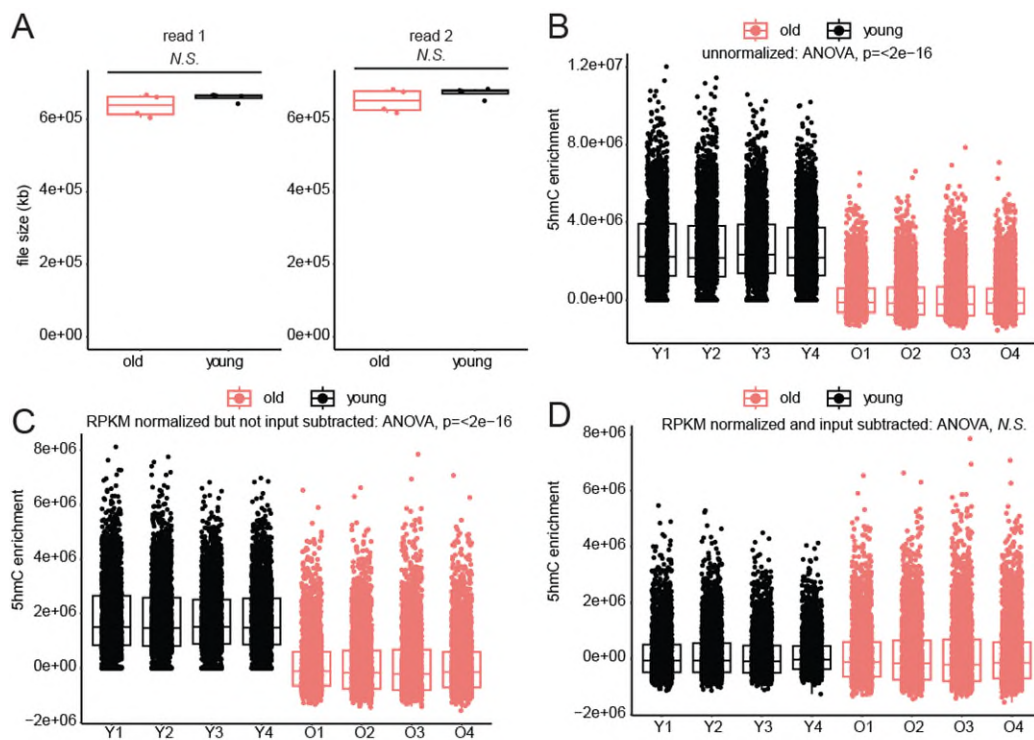 A
read 1
N.S.
read 2
N.S.
file size (kb)
6e+05
4e+05
2e+05
0e+00
old
young
6e+05
4e+05
2e+05
0e+00
old
young
B
old
young
unnormalized: ANOVA, p=<2e−16
5hmC enrichment
1.2e+07
8.0e+06
4.0e+06
0.0e+00
Y1 Y2 Y3 Y4 O1 O2 O3 O4
C
old
young
RPKM normalized but not input subtracted: ANOVA, p=<2e−16
5hmC enrichment
8e+06
6e+06
4e+06
2e+06
0e+00
−2e+06
Y1 Y2 Y3 Y4 O1 O2 O3 O4
D
old
young
RPKM normalized and input subtracted: ANOVA, N.S.
5hmC enrichment
8e+06
6e+06
4e+06
2e+06
0e+00
−2e+06
Y1 Y2 Y3 Y4 O1 O2 O3 O4